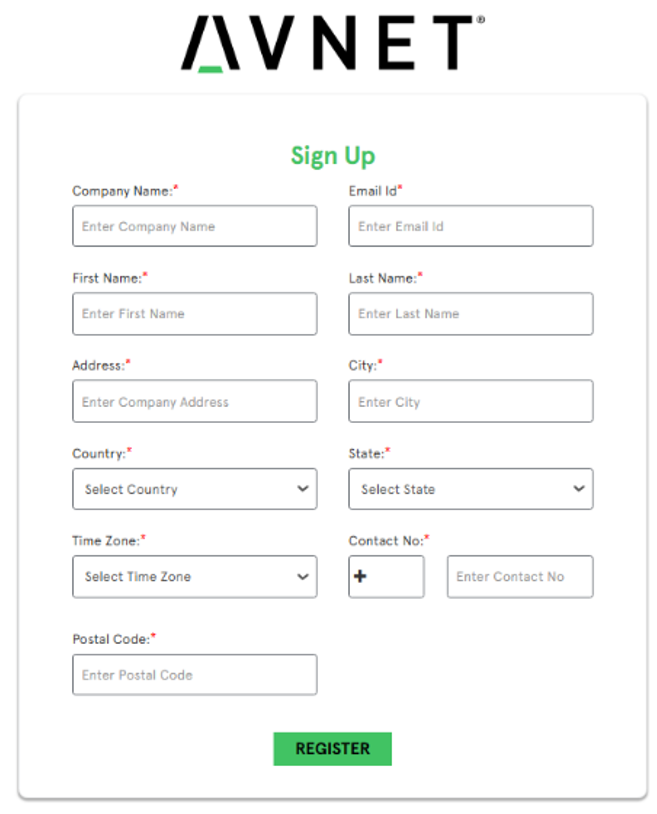 AVNET®
Sign Up
Company Name:* Email Id*
Enter Company Name Enter Email Id
First Name:* Last Name:*
Enter First Name Enter Last Name
Address:* City:*
Enter Company Address Enter City
Country:* State:*
Select Country Select State
Time Zone:* Contact No:*
Select Time Zone + Enter Contact No
Postal Code:*
Enter Postal Code
REGISTER